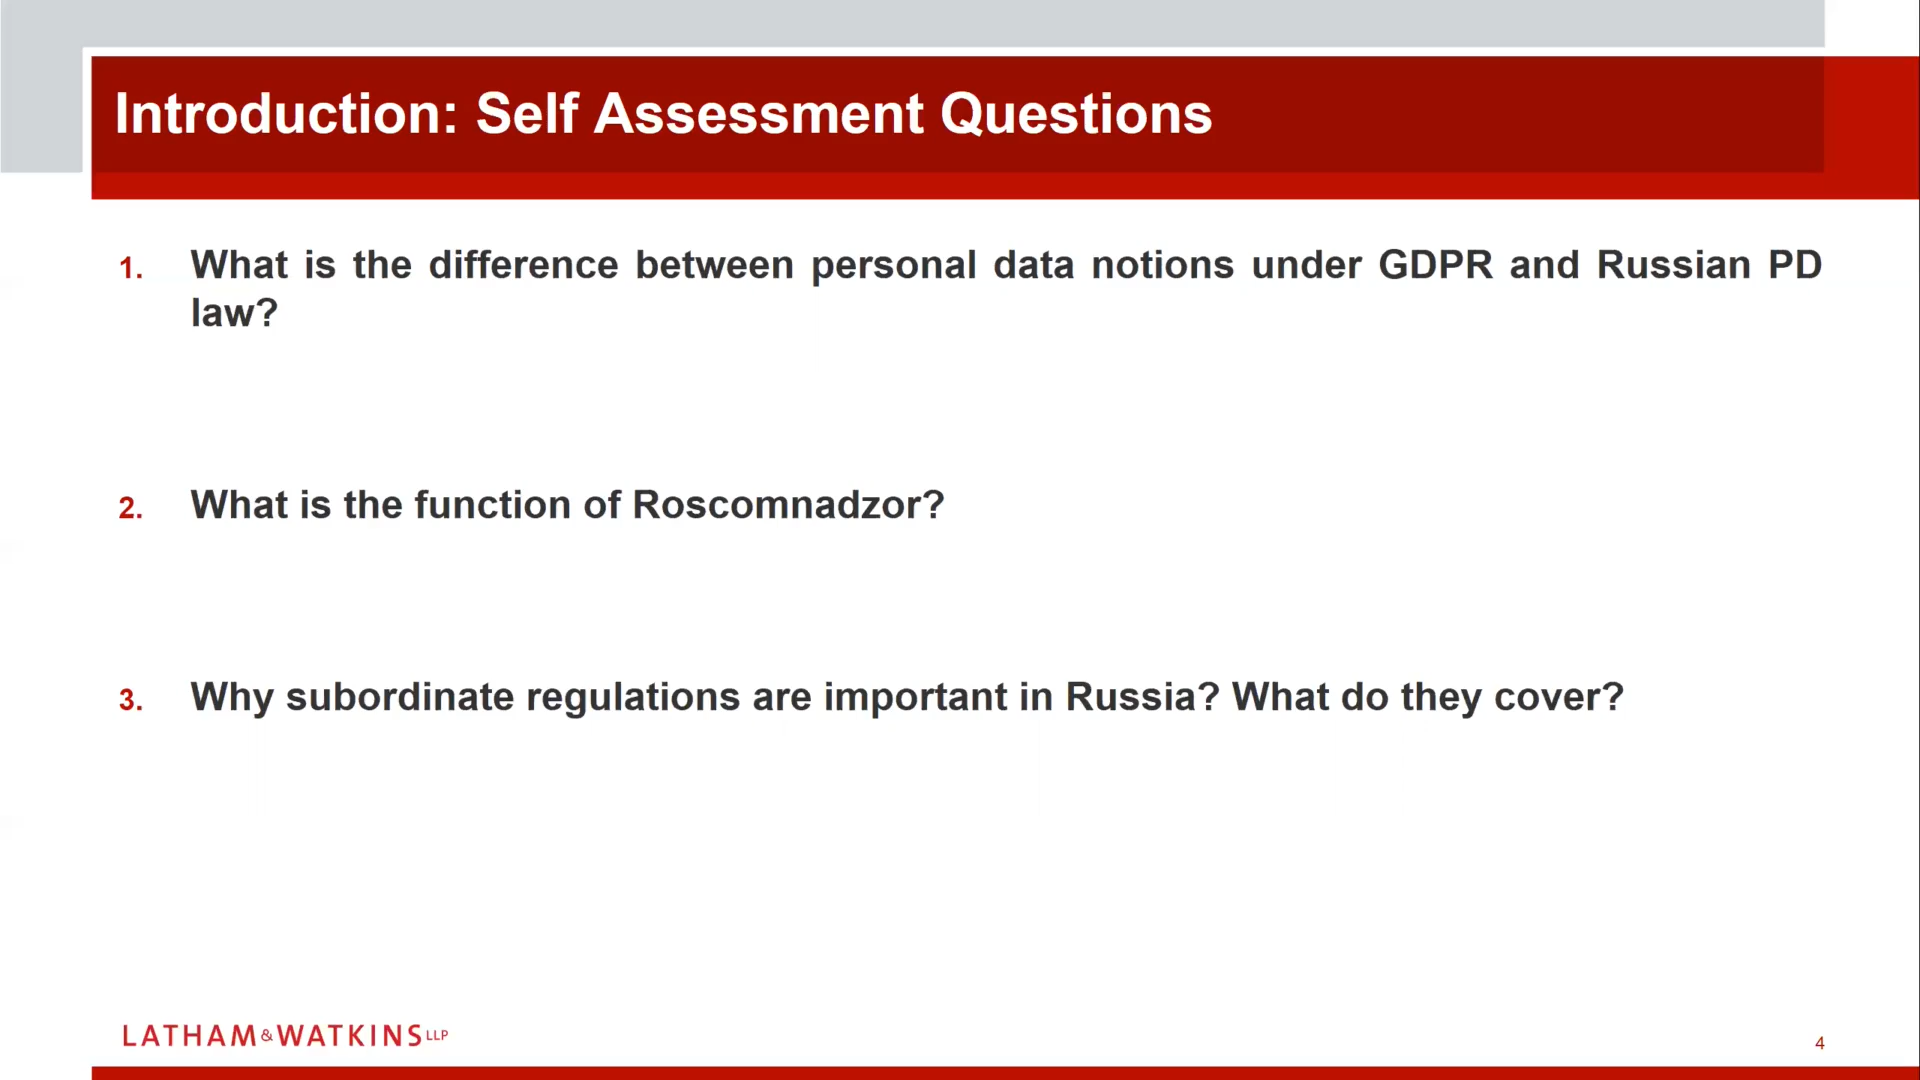 Introduction: Self Assessment Questions
1. What is the difference between personal data notions under GDPR and Russian PD
law?
2. What is the function of Roscomnadzor?
3. Why subordinate regulations are important in Russia? What do they cover?
LATHAM&WATKINS LLP
4